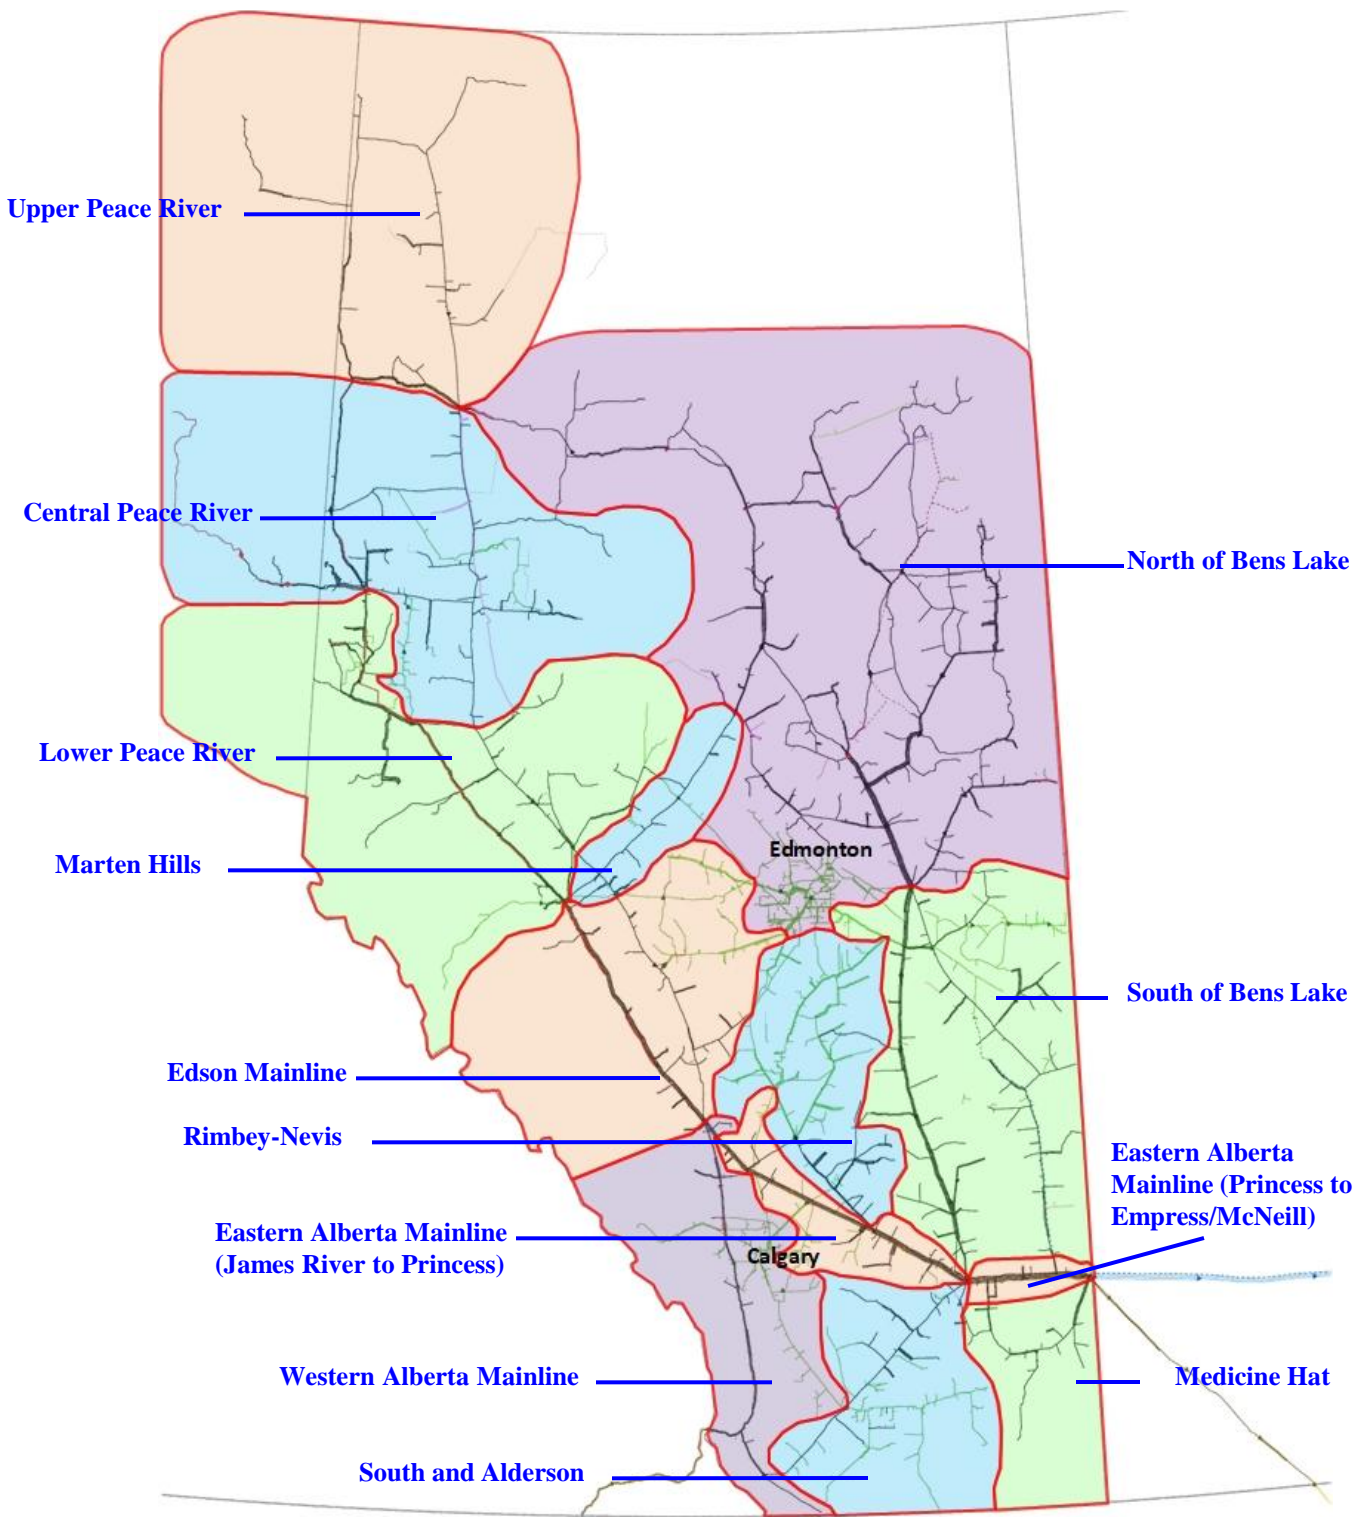 Upper Peace River
Central Peace River
North of Bens Lake
Lower Peace River
Edmonton
Marten Hills
South of Bens Lake
Edson Mainline
Rimbey-Nevis
Eastern Alberta
Mainline (Princess to
Empress/McNeill)
Eastern Alberta Mainline
(James River to Princess)
Calgary
Western Alberta Mainline
Medicine Hat
South and Alderson